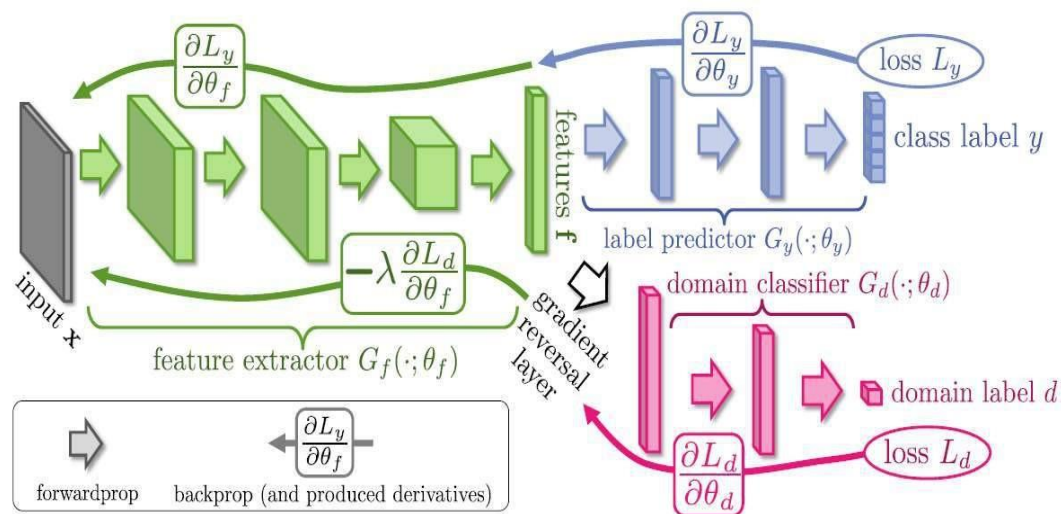 ∂L_y/∂θ_f
∂L_y/∂θ_y
loss L_y
features f
class label y
label predictor G_y(·; θ_y)
−λ ∂L_d/∂θ_f
input x
feature extractor G_f(·; θ_f)
gradient
reversal
layer
domain classifier G_d(·; θ_d)
domain label d
∂L_d/∂θ_d
loss L_d
∂L_y/∂θ_f
forwardprop
backprop (and produced derivatives)